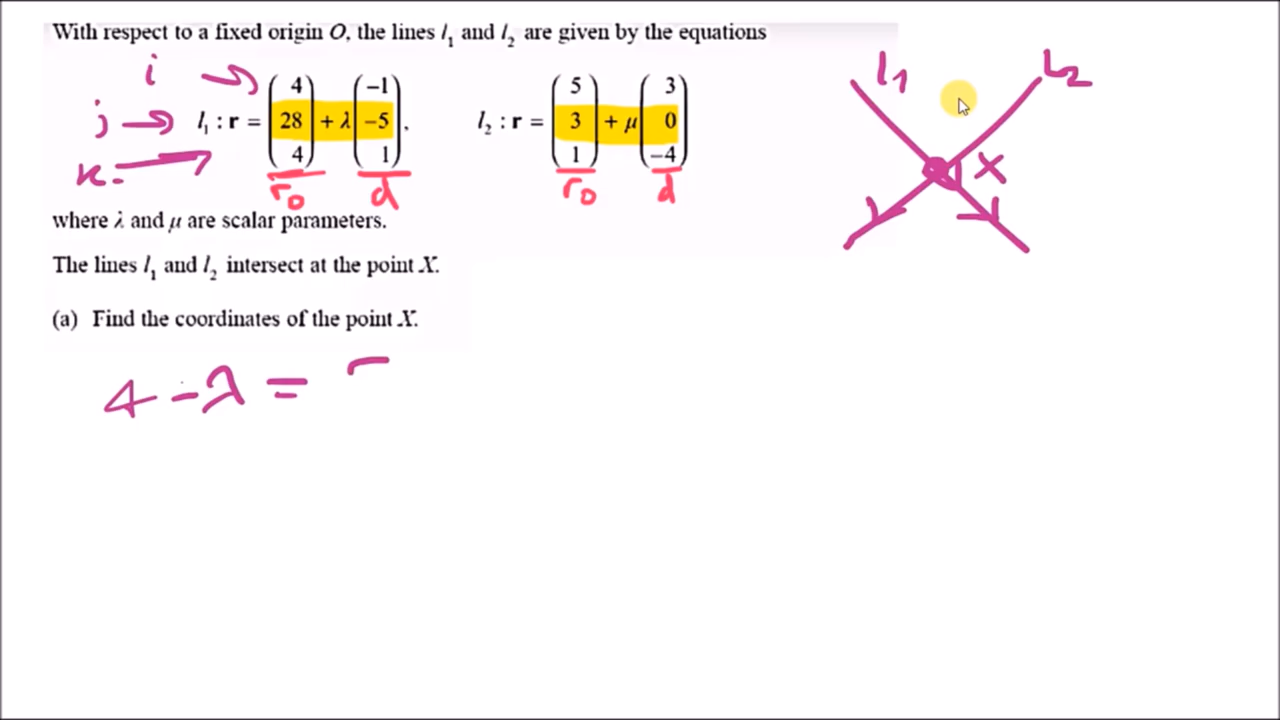 With respect to a fixed origin O, the lines l₁ and l₂ are given by the equations
i
j
k
l₁ : r = (4 28 4) + λ (−1 −5 1) , l₂ : r = (5 3 1) + μ (3 0 −4)
r₀ d r₀ d
l₁ l₂
X
where λ and μ are scalar parameters.
The lines l₁ and l₂ intersect at the point X.
(a) Find the coordinates of the point X.
4 − λ =